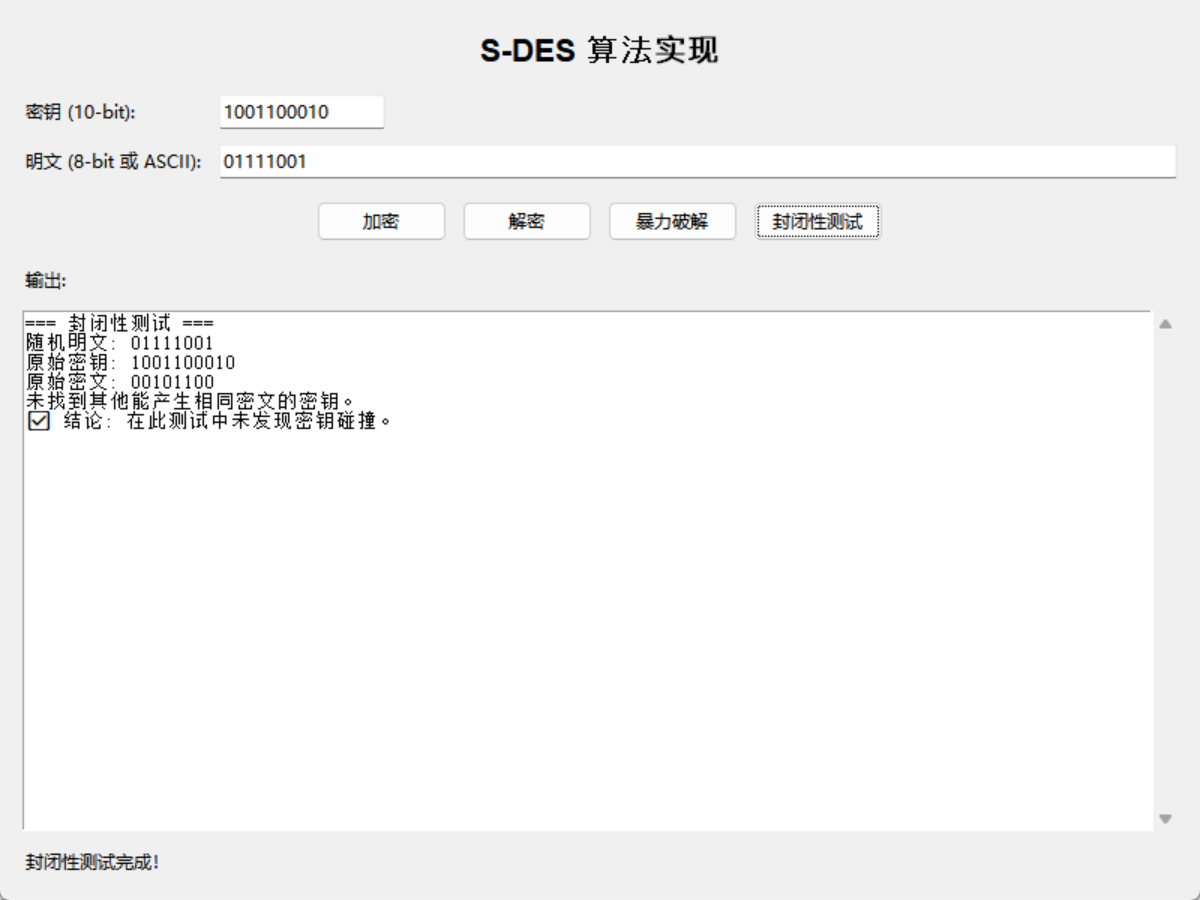 S-DES 算法实现
密钥 (10-bit): 1001100010
明文 (8-bit 或 ASCII): 01111001
加密 解密 暴力破解 封闭性测试
输出:
=== 封闭性测试 ===
随机明文: 01111001
原始密钥: 1001100010
原始密文: 00101100
未找到其他能产生相同密文的密钥。
☑ 结论: 在此测试中未发现密钥碰撞。
封闭性测试完成!